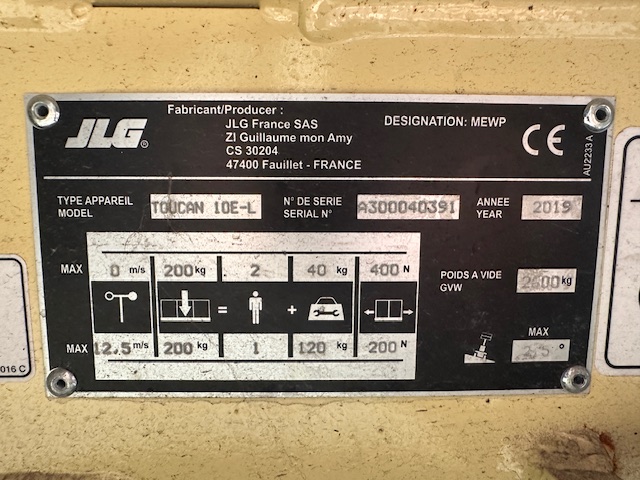 JLG®
Fabricant/Producer :
JLG France SAS
ZI Guillaume mon Amy
CS 30204
47400 Fauillet - FRANCE
DESIGNATION: MEWP
CE
AU2233 A
TYPE APPAREIL
MODEL
TOUCAN 10E-L
N° DE SERIE
SERIAL N°
A300040391
ANNEE
YEAR
2019
MAX 0 m/s 200 kg 2 40 kg 400 N
= +
MAX 12.5 m/s 200 kg 1 120 kg 200 N
POIDS A VIDE
GVW
2600 kg
MAX
°
016 C